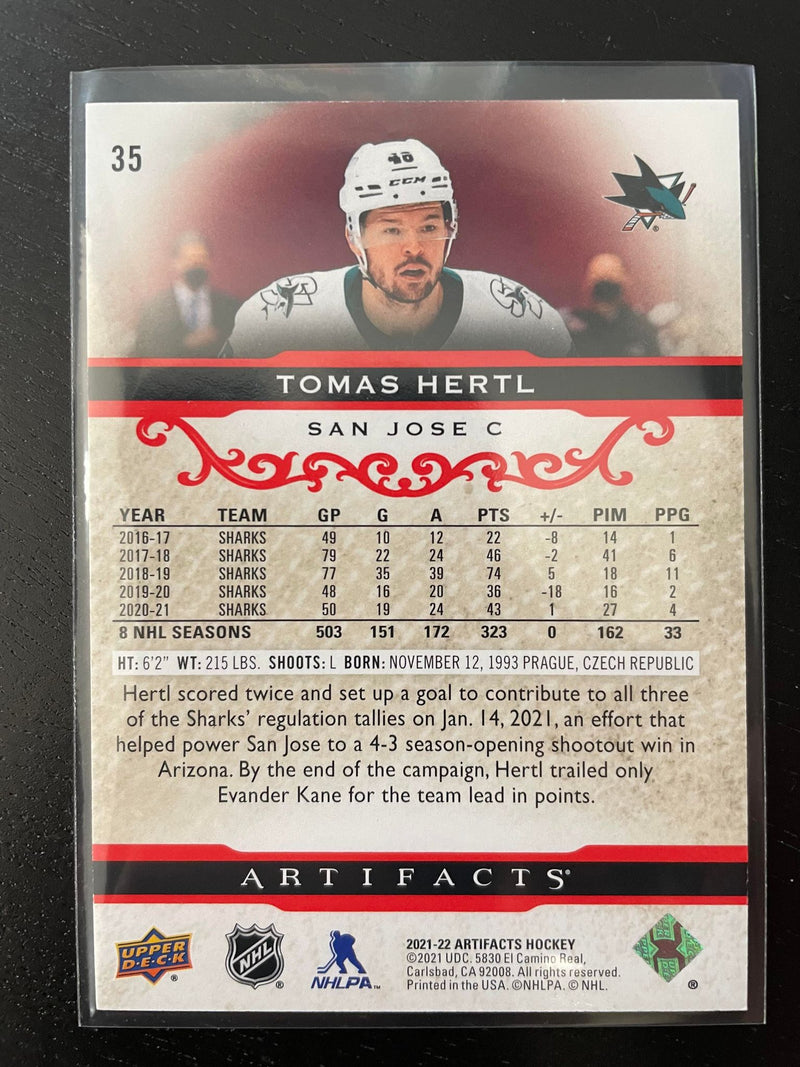 35
48
CCM
TOMAS HERTL
SAN JOSE C
YEAR TEAM GP G A PTS +/- PIM PPG
2016-17 SHARKS 49 10 12 22 -8 14 1
2017-18 SHARKS 79 22 24 46 -2 41 6
2018-19 SHARKS 77 35 39 74 5 18 11
2019-20 SHARKS 48 16 20 36 -18 16 2
2020-21 SHARKS 50 19 24 43 1 27 4
8 NHL SEASONS 503 151 172 323 0 162 33
HT: 6'2" WT: 215 LBS. SHOOTS: L BORN: NOVEMBER 12, 1993 PRAGUE, CZECH REPUBLIC
Hertl scored twice and set up a goal to contribute to all three
of the Sharks' regulation tallies on Jan. 14, 2021, an effort that
helped power San Jose to a 4-3 season-opening shootout win in
Arizona. By the end of the campaign, Hertl trailed only
Evander Kane for the team lead in points.
ARTIFACTS®
UPPER
D·E·C·K
®
NHL
®
NHLPA™
2021-22 ARTIFACTS HOCKEY
©2021 UDC. 5830 El Camino Real,
Carlsbad, CA 92008. All rights reserved.
Printed in the USA. ©NHLPA. © NHL.
®